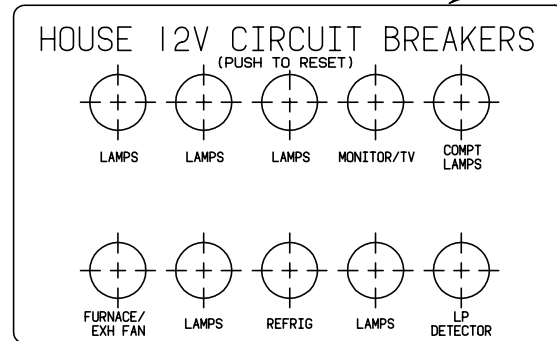 HOUSE 12V CIRCUIT BREAKERS
(PUSH TO RESET)
LAMPS LAMPS LAMPS MONITOR/TV COMPT LAMPS
FURNACE/ EXH FAN LAMPS REFRIG LAMPS LP DETECTOR